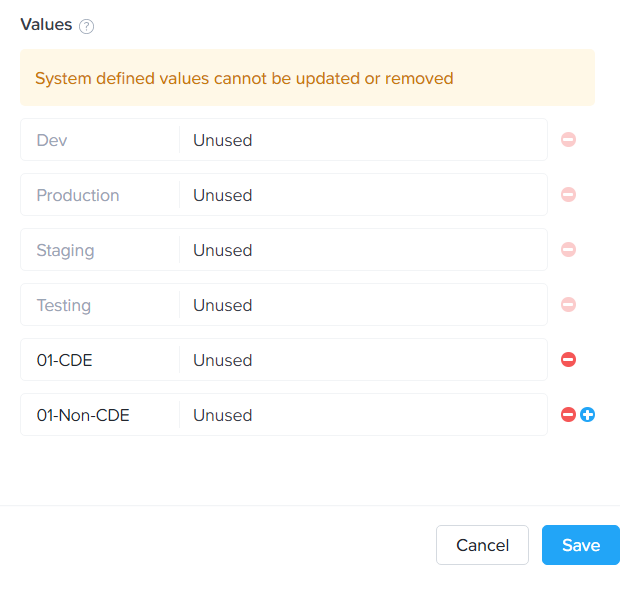 Values ?
System defined values cannot be updated or removed
Dev Unused
Production Unused
Staging Unused
Testing Unused
01-CDE Unused
01-Non-CDE Unused
Cancel Save